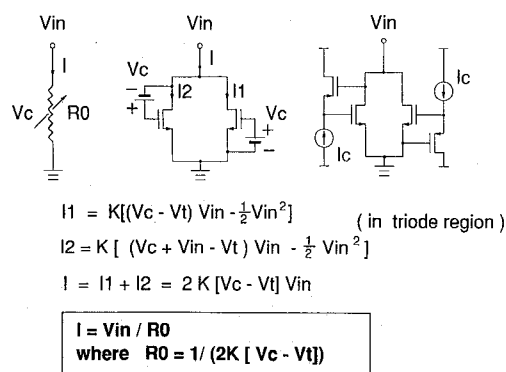 Vin Vin Vin
I I
Vc Vc Ic
I2 I1
Vc R0
Ic
I1 = K[(Vc - Vt) Vin - ½Vin²]
( in triode region )
I2 = K [ (Vc + Vin - Vt ) Vin - ½ Vin² ]
I = I1 + I2 = 2 K [Vc - Vt] Vin
I = Vin / R0
where R0 = 1/ (2K [ Vc - Vt])